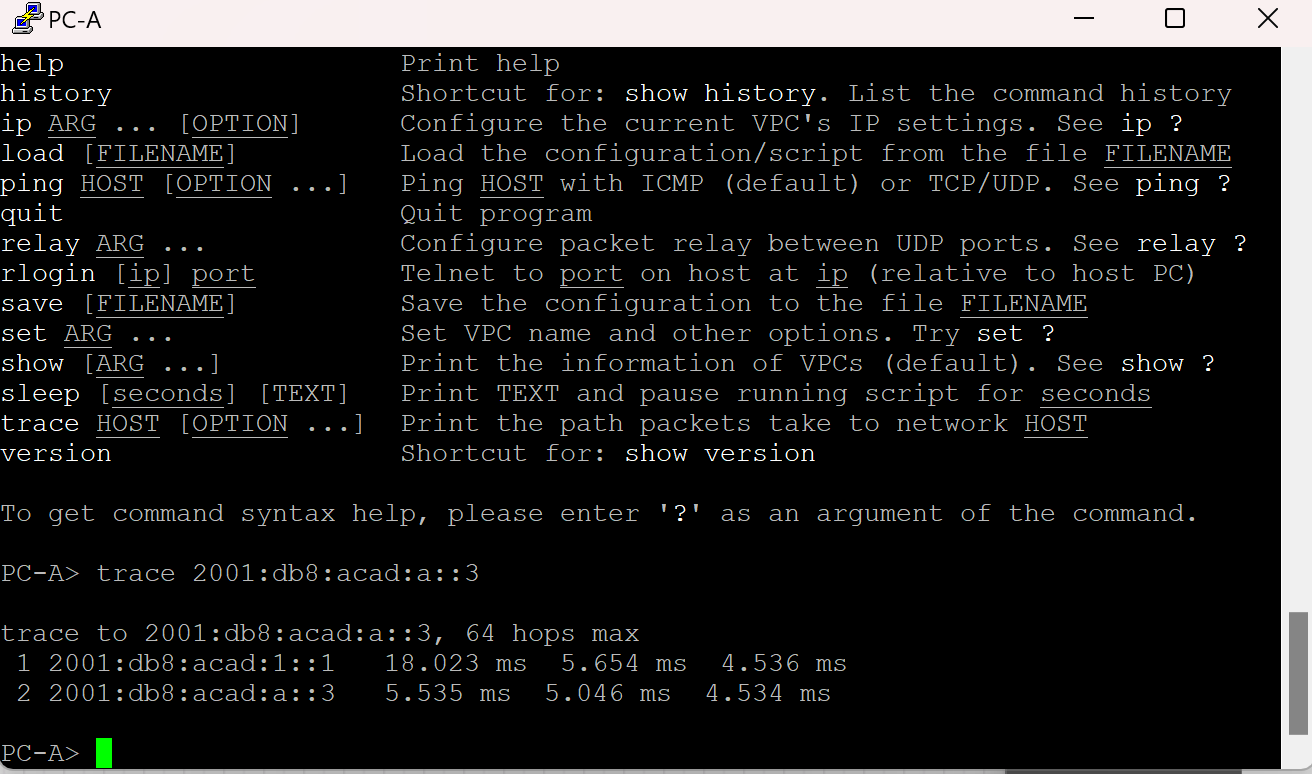 PC-A
help Print help
history Shortcut for: show history. List the command history
ip ARG ... [OPTION] Configure the current VPC's IP settings. See ip ?
load [FILENAME] Load the configuration/script from the file FILENAME
ping HOST [OPTION ...] Ping HOST with ICMP (default) or TCP/UDP. See ping ?
quit Quit program
relay ARG ... Configure packet relay between UDP ports. See relay ?
rlogin [ip] port Telnet to port on host at ip (relative to host PC)
save [FILENAME] Save the configuration to the file FILENAME
set ARG ... Set VPC name and other options. Try set ?
show [ARG ...] Print the information of VPCs (default). See show ?
sleep [seconds] [TEXT] Print TEXT and pause running script for seconds
trace HOST [OPTION ...] Print the path packets take to network HOST
version Shortcut for: show version
To get command syntax help, please enter '?' as an argument of the command.
PC-A> trace 2001:db8:acad:a::3
trace to 2001:db8:acad:a::3, 64 hops max
1 2001:db8:acad:1::1 18.023 ms 5.654 ms 4.536 ms
2 2001:db8:acad:a::3 5.535 ms 5.046 ms 4.534 ms
PC-A>